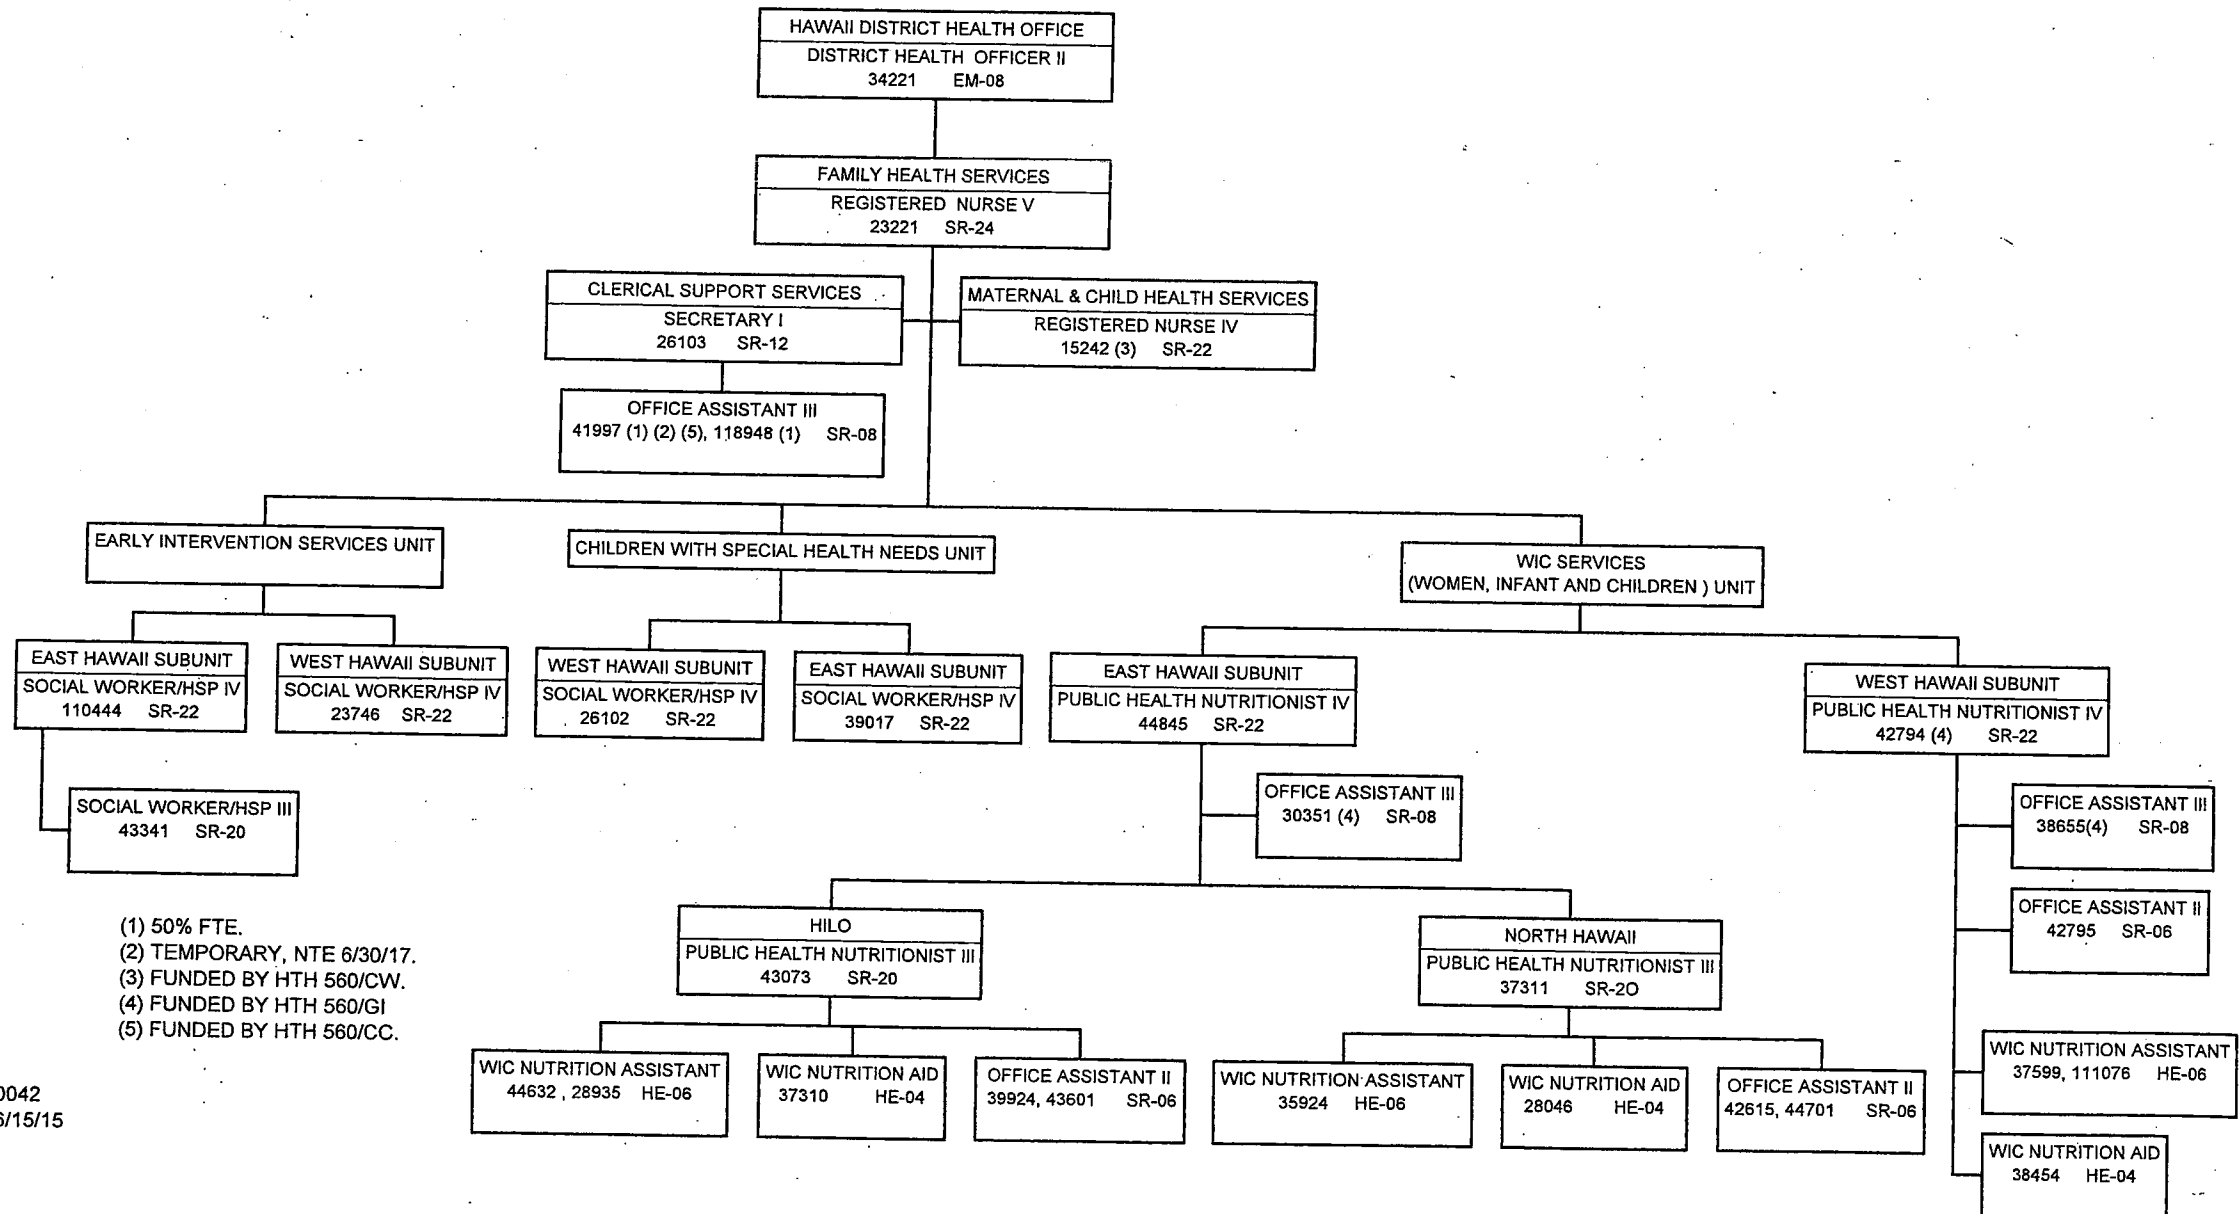 HAWAII DISTRICT HEALTH OFFICE
DISTRICT HEALTH OFFICER II
34221 EM-08
FAMILY HEALTH SERVICES
REGISTERED NURSE V
23221 SR-24
CLERICAL SUPPORT SERVICES
SECRETARY I
26103 SR-12
MATERNAL & CHILD HEALTH SERVICES
REGISTERED NURSE IV
15242 (3) SR-22
OFFICE ASSISTANT III
41997 (1) (2) (5), 118948 (1) SR-08
EARLY INTERVENTION SERVICES UNIT
CHILDREN WITH SPECIAL HEALTH NEEDS UNIT
WIC SERVICES
(WOMEN, INFANT AND CHILDREN ) UNIT
EAST HAWAII SUBUNIT
SOCIAL WORKER/HSP IV
110444 SR-22
WEST HAWAII SUBUNIT
SOCIAL WORKER/HSP IV
23746 SR-22
WEST HAWAII SUBUNIT
SOCIAL WORKER/HSP IV
26102 SR-22
EAST HAWAII SUBUNIT
SOCIAL WORKER/HSP IV
39017 SR-22
EAST HAWAII SUBUNIT
PUBLIC HEALTH NUTRITIONIST IV
44845 SR-22
WEST HAWAII SUBUNIT
PUBLIC HEALTH NUTRITIONIST IV
42794 (4) SR-22
SOCIAL WORKER/HSP III
43341 SR-20
OFFICE ASSISTANT III
30351 (4) SR-08
OFFICE ASSISTANT III
38655(4) SR-08
OFFICE ASSISTANT II
42795 SR-06
HILO
PUBLIC HEALTH NUTRITIONIST III
43073 SR-20
NORTH HAWAII
PUBLIC HEALTH NUTRITIONIST III
37311 SR-2O
WIC NUTRITION ASSISTANT
44632 , 28935 HE-06
WIC NUTRITION AID
37310 HE-04
OFFICE ASSISTANT II
39924, 43601 SR-06
WIC NUTRITION ASSISTANT
35924 HE-06
WIC NUTRITION AID
28046 HE-04
OFFICE ASSISTANT II
42615, 44701 SR-06
WIC NUTRITION ASSISTANT
37599, 111076 HE-06
WIC NUTRITION AID
38454 HE-04
(1) 50% FTE.
(2) TEMPORARY, NTE 6/30/17.
(3) FUNDED BY HTH 560/CW.
(4) FUNDED BY HTH 560/GI
(5) FUNDED BY HTH 560/CC.
0042
6/15/15